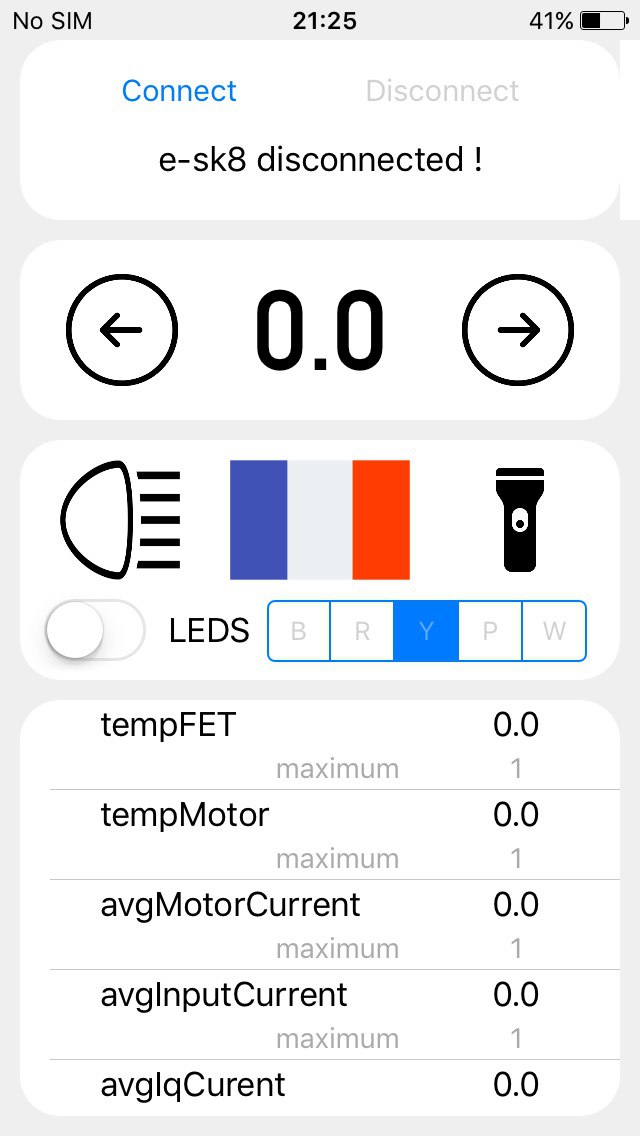 No SIM 21:25 41%
Connect Disconnect
e-sk8 disconnected !
0.0
LEDS B R Y P W
tempFET 0.0
maximum 1
tempMotor 0.0
maximum 1
avgMotorCurrent 0.0
maximum 1
avgInputCurrent 0.0
maximum 1
avgIqCurent 0.0